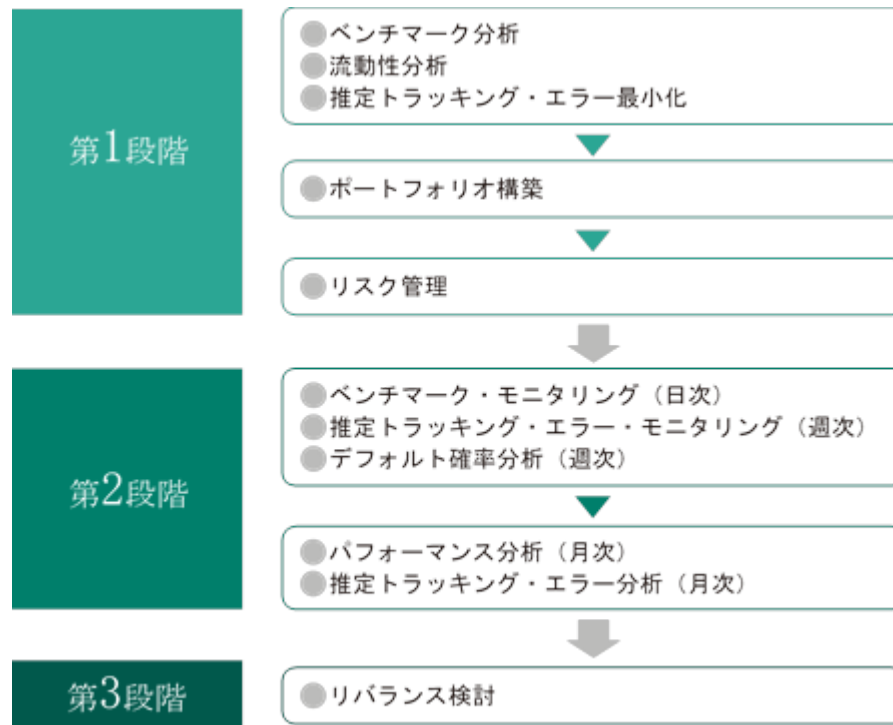 第1段階
●ベンチマーク分析
●流動性分析
●推定トラッキング・エラー最小化
●ポートフォリオ構築
●リスク管理
第2段階
●ベンチマーク・モニタリング（日次）
●推定トラッキング・エラー・モニタリング（週次）
●デフォルト確率分析（週次）
●パフォーマンス分析（月次）
●推定トラッキング・エラー分析（月次）
第3段階
●リバランス検討